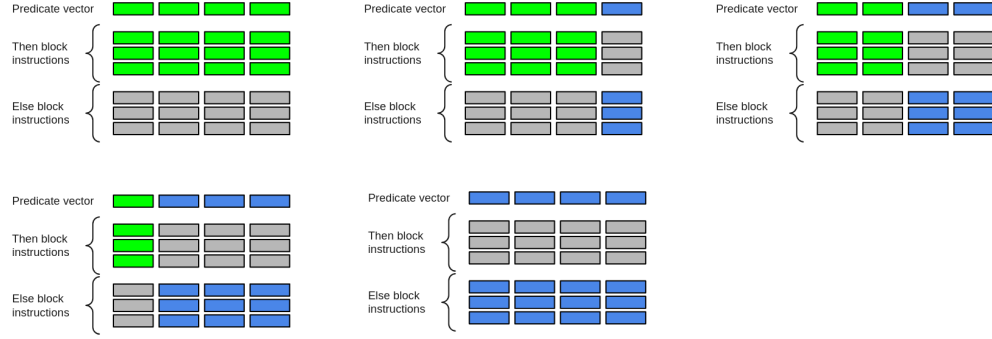 Predicate vector
Then block
instructions
Else block
instructions
Predicate vector
Then block
instructions
Else block
instructions
Predicate vector
Then block
instructions
Else block
instructions
Predicate vector
Then block
instructions
Else block
instructions
Predicate vector
Then block
instructions
Else block
instructions